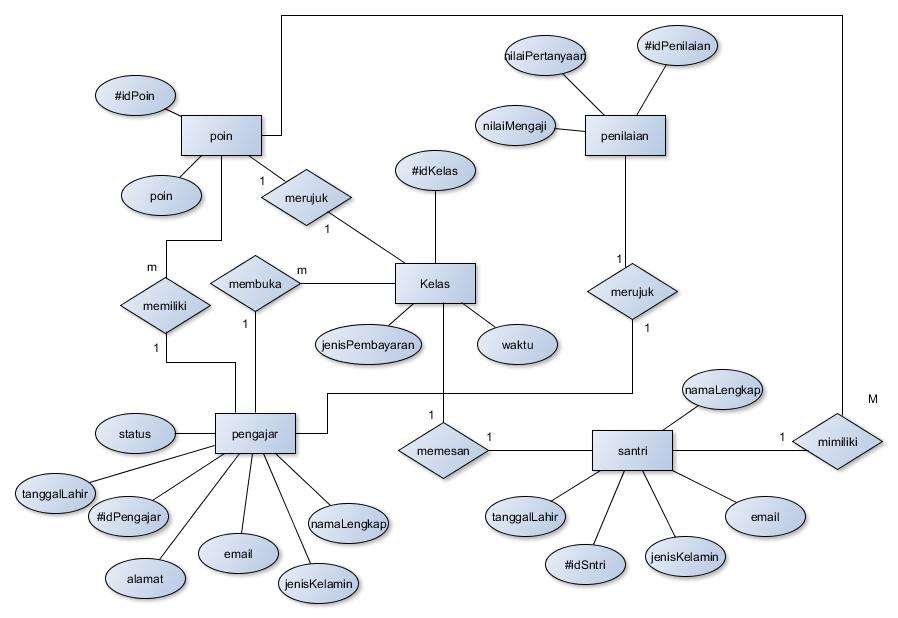 nilaiPertanyaan
#idPenilaian
#idPoin
nilaiMengaji
poin
penilaian
#idKelas
poin
1
merujuk
1
1
m
m
membuka
Kelas
memiliki
merujuk
1
1
1
jenisPembayaran
waktu
namaLengkap
M
1
status
pengajar
1
1
mimiliki
memesan
santri
tanggalLahir
#idPengajar
namaLengkap
tanggalLahir
email
email
jenisKelamin
#idSntri
alamat
jenisKelamin